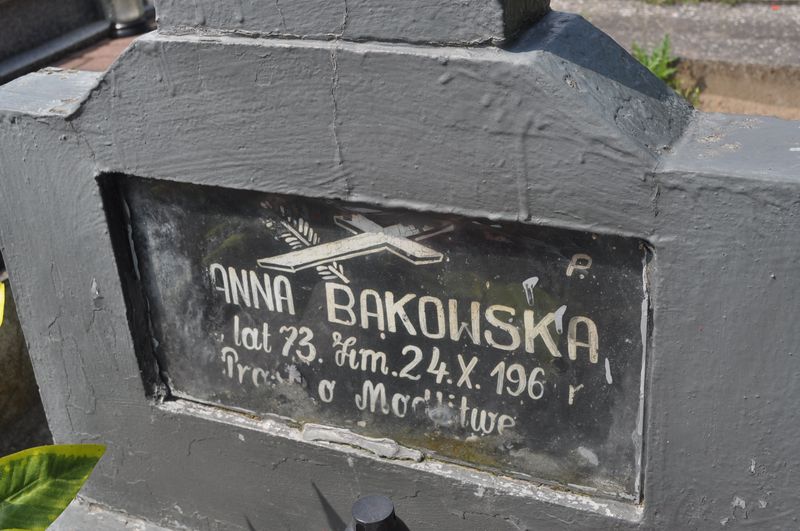 P.
ANNA BĄKOWSKA
lat 73. Zm. 24.X.196 r
o Modlitwę